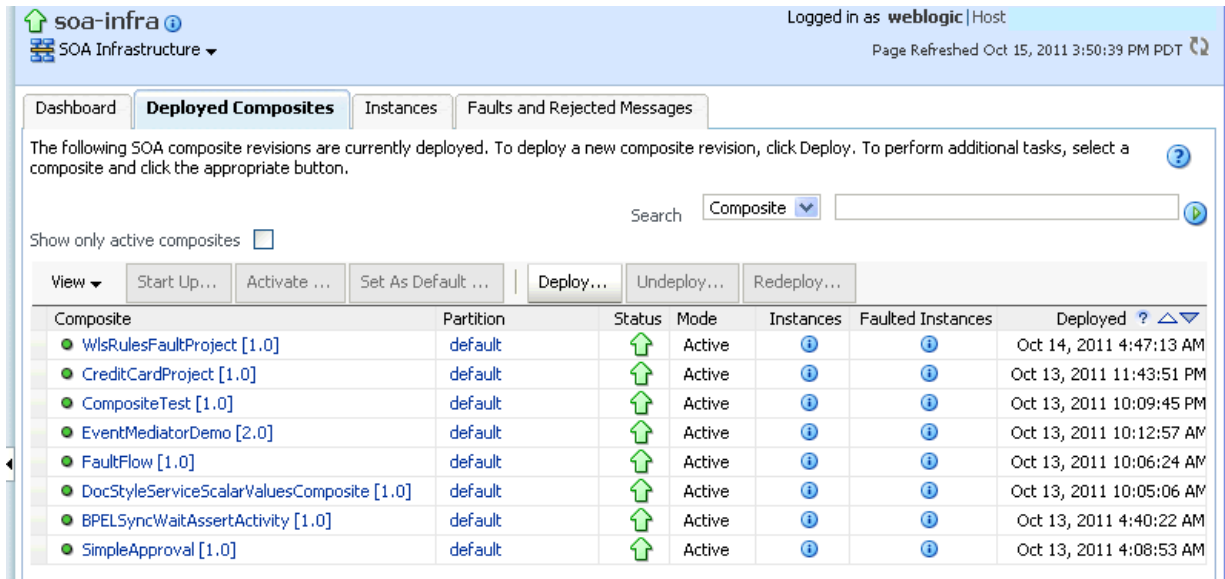 soa-infra
Logged in as weblogic|Host
SOA Infrastructure
Page Refreshed Oct 15, 2011 3:50:39 PM PDT
Dashboard Deployed Composites Instances Faults and Rejected Messages
The following SOA composite revisions are currently deployed. To deploy a new composite revision, click Deploy. To perform additional tasks, select a
composite and click the appropriate button.
Search Composite
Show only active composites
View Start Up... Activate ... Set As Default ... Deploy... Undeploy... Redeploy...
Composite Partition Status Mode Instances Faulted Instances Deployed ?
WlsRulesFaultProject [1.0] default Active Oct 14, 2011 4:47:13 AM
CreditCardProject [1.0] default Active Oct 13, 2011 11:43:51 PM
CompositeTest [1.0] default Active Oct 13, 2011 10:09:45 PM
EventMediatorDemo [2.0] default Active Oct 13, 2011 10:12:57 AM
FaultFlow [1.0] default Active Oct 13, 2011 10:06:24 AM
DocStyleServiceScalarValuesComposite [1.0] default Active Oct 13, 2011 10:05:06 AM
BPELSyncWaitAssertActivity [1.0] default Active Oct 13, 2011 4:40:22 AM
SimpleApproval [1.0] default Active Oct 13, 2011 4:08:53 AM